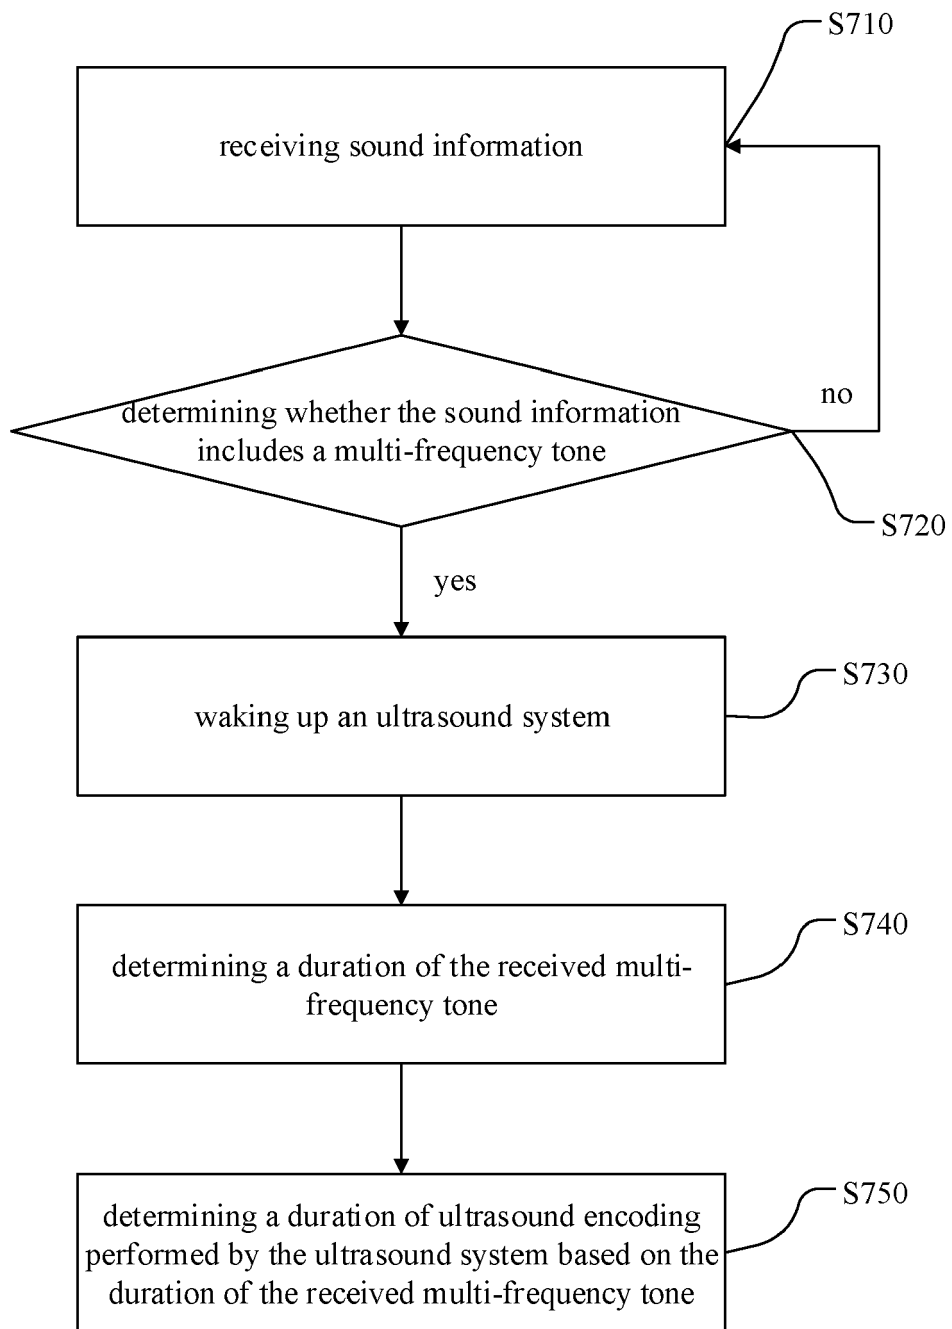 S710
receiving sound information
determining whether the sound information
includes a multi-frequency tone
no
S720
yes
S730
waking up an ultrasound system
S740
determining a duration of the received multi-
frequency tone
S750
determining a duration of ultrasound encoding
performed by the ultrasound system based on the
duration of the received multi-frequency tone